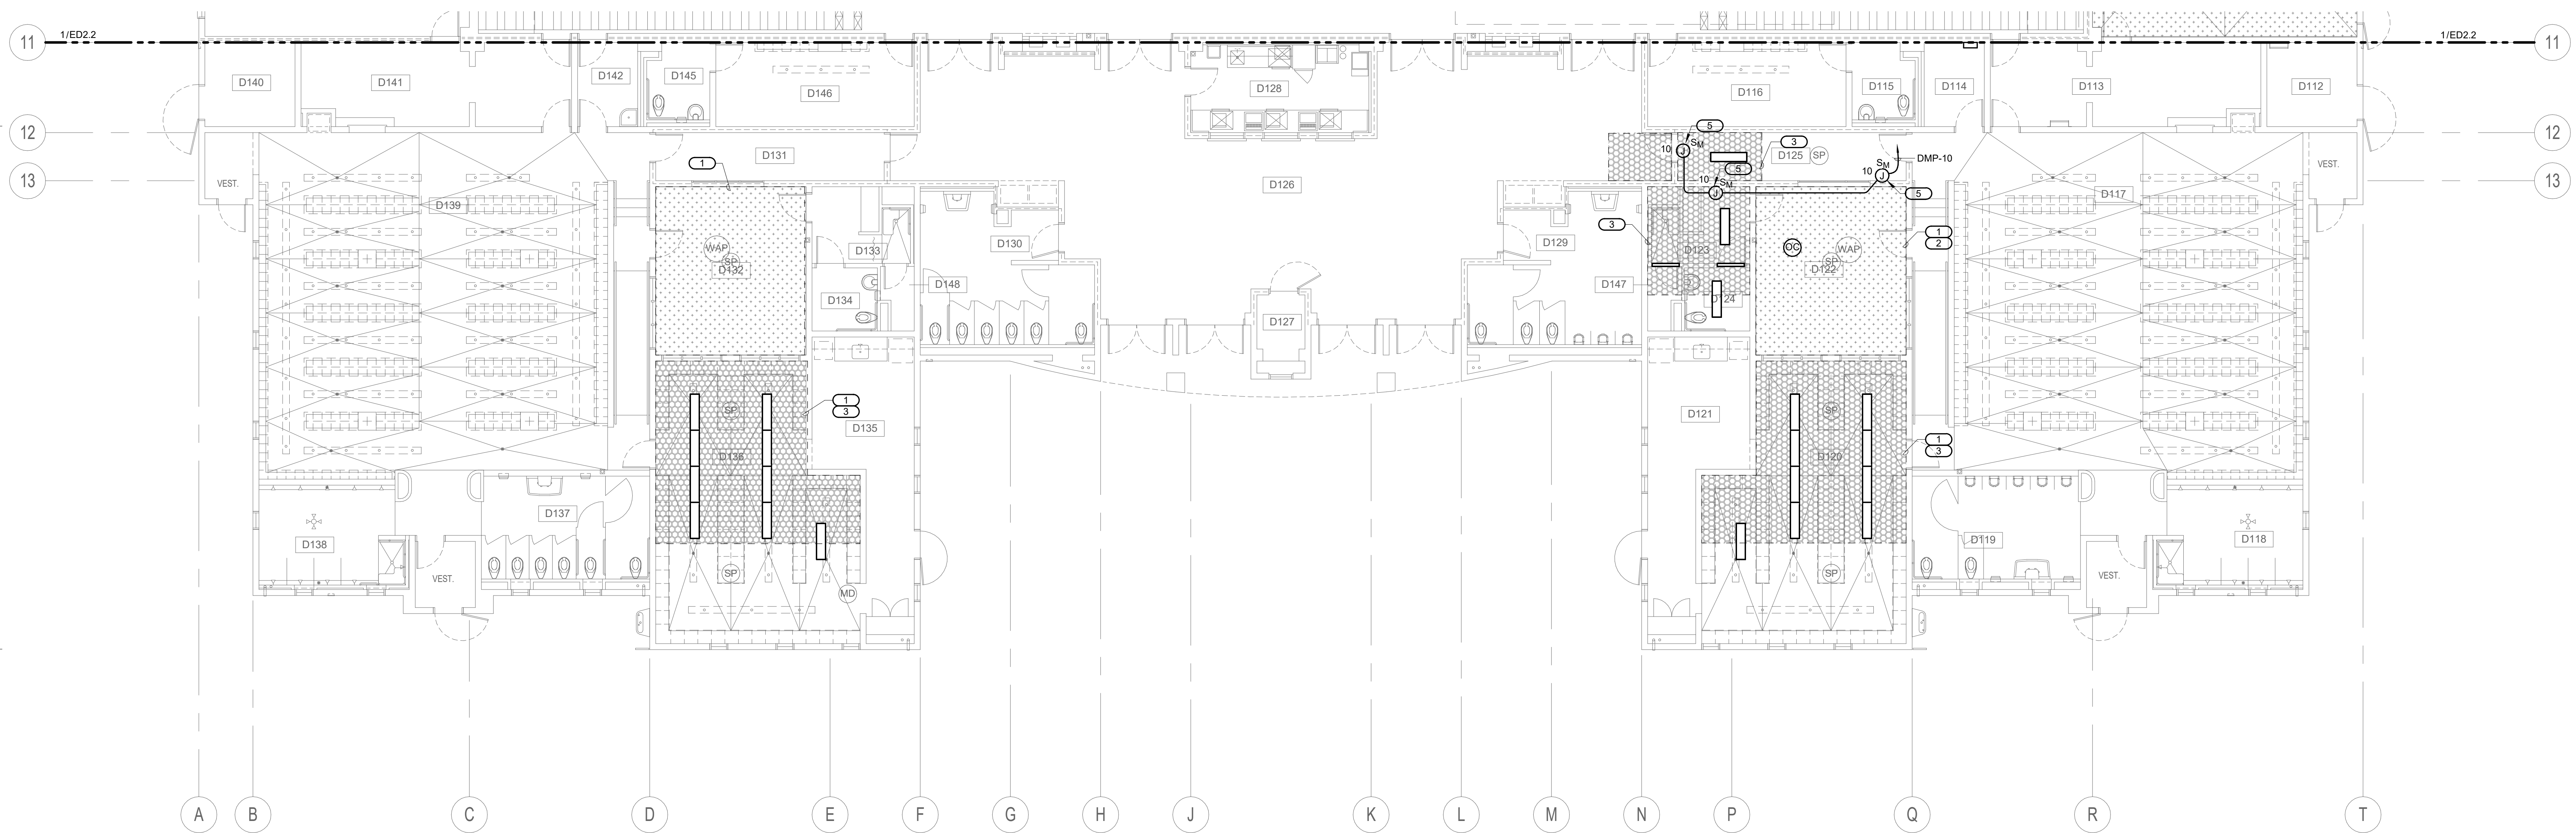 1/ED2.2
1/ED2.2
11
11
D140
D141
D142
D145
D146
D128
D116
D115
D114
D113
D112
12
12
5
10
J
SM
3
D125
SP
DMP-10
D131
1
5
SM
10
J
VEST.
VEST.
13
13
D126
10
SM
J
5
D139
D117
D133
D130
D129
3
D123
OC
WAP
SP
D122
1
2
WAP
SP
D132
D134
D148
D147
D124
D127
SP
1
3
D135
D136
D121
SP
D120
1
3
D137
D138
VEST.
SP
MD
SP
D119
D118
VEST.
A
B
C
D
E
F
G
H
J
K
L
M
N
P
Q
R
T